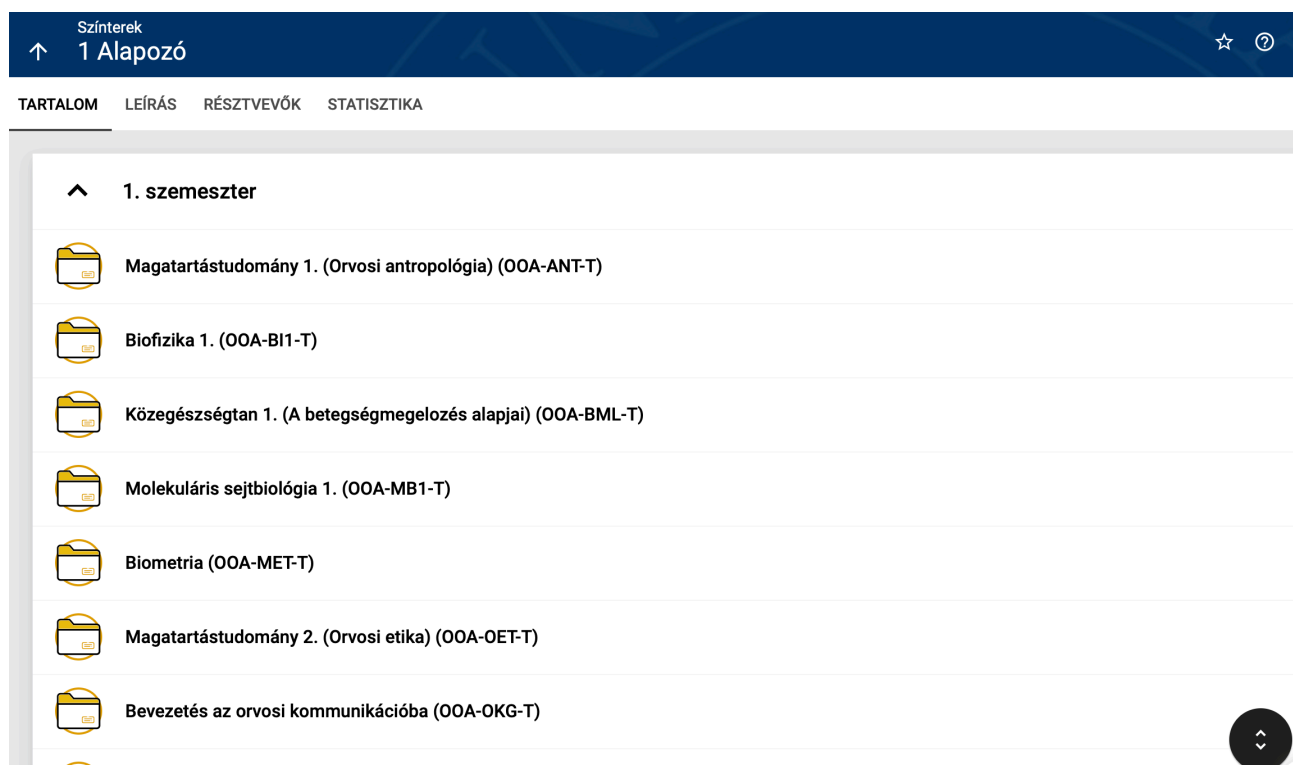 Színterek
1 Alapozó
TARTALOM LEÍRÁS RÉSZTVEVŐK STATISZTIKA
1. szemeszter
Magatartástudomány 1. (Orvosi antropológia) (OOA-ANT-T)
Biofizika 1. (OOA-BI1-T)
Közegészségtan 1. (A betegségmegelozés alapjai) (OOA-BML-T)
Molekuláris sejtbiológia 1. (OOA-MB1-T)
Biometria (OOA-MET-T)
Magatartástudomány 2. (Orvosi etika) (OOA-OET-T)
Bevezetés az orvosi kommunikációba (OOA-OKG-T)